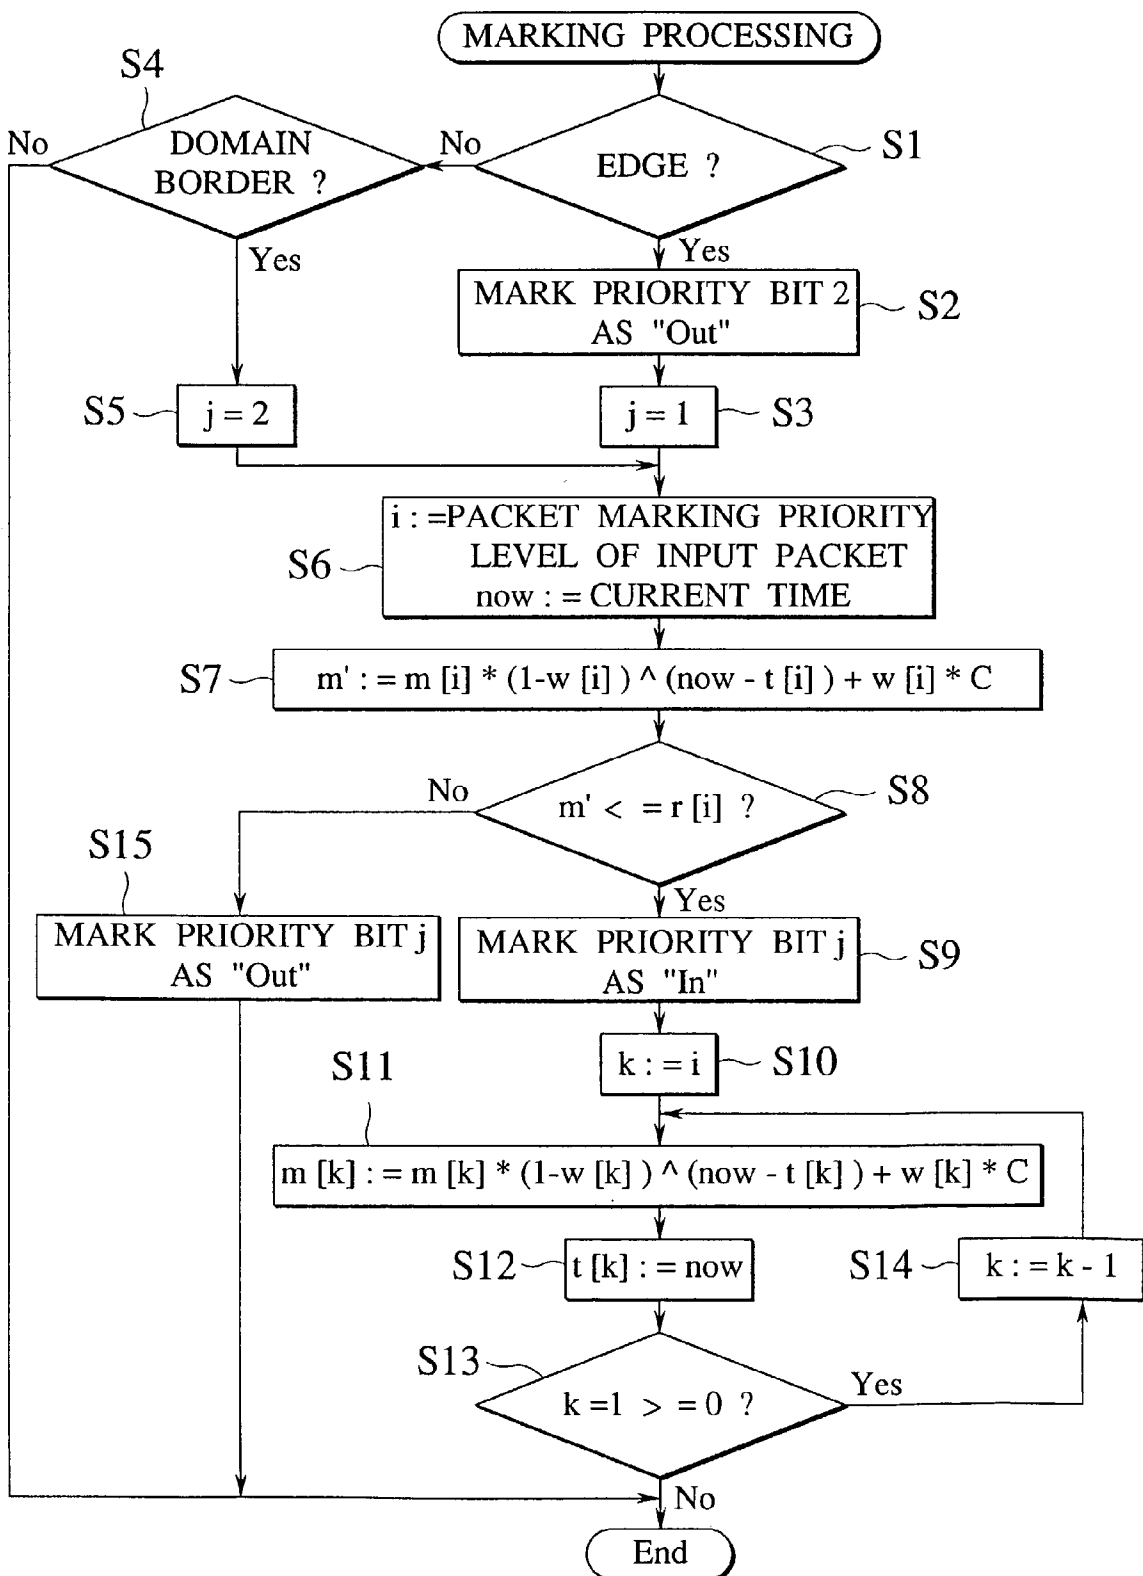 MARKING PROCESSING
S4
No
DOMAIN
BORDER ?
No
EDGE ?
S1
Yes
Yes
MARK PRIORITY BIT 2
AS "Out"
S2
S5
j = 2
j = 1
S3
i : =PACKET MARKING PRIORITY
LEVEL OF INPUT PACKET
now : = CURRENT TIME
S6
S7
m' : = m [i] * (1-w [i] ) ^ (now - t [i] ) + w [i] * C
No
m' < = r [i] ?
S8
S15
Yes
MARK PRIORITY BIT j
AS "Out"
MARK PRIORITY BIT j
AS "In"
S9
k : = i
S10
S11
m [k] : = m [k] * (1-w [k] ) ^ (now - t [k] ) + w [k] * C
S12
t [k] : = now
S14
k : = k - 1
S13
k =1 > = 0 ?
Yes
No
End